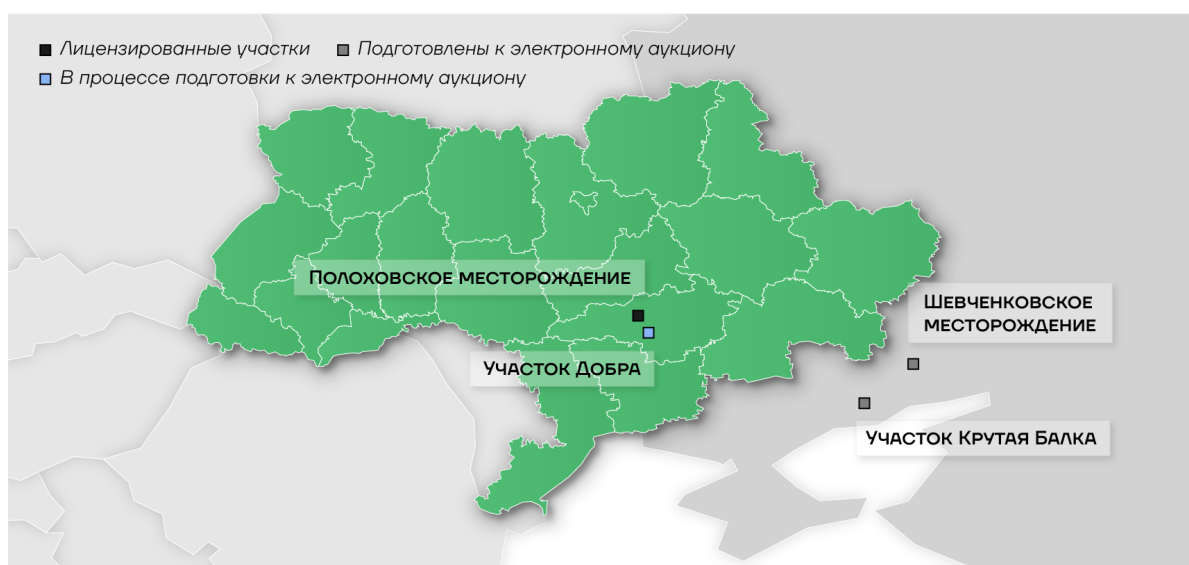 Лицензированные участки
Подготовлены к электронному аукциону
В процессе подготовки к электронному аукциону
Полоховское месторождение
Шевченковское
месторождение
Участок Добра
Участок Крутая Балка